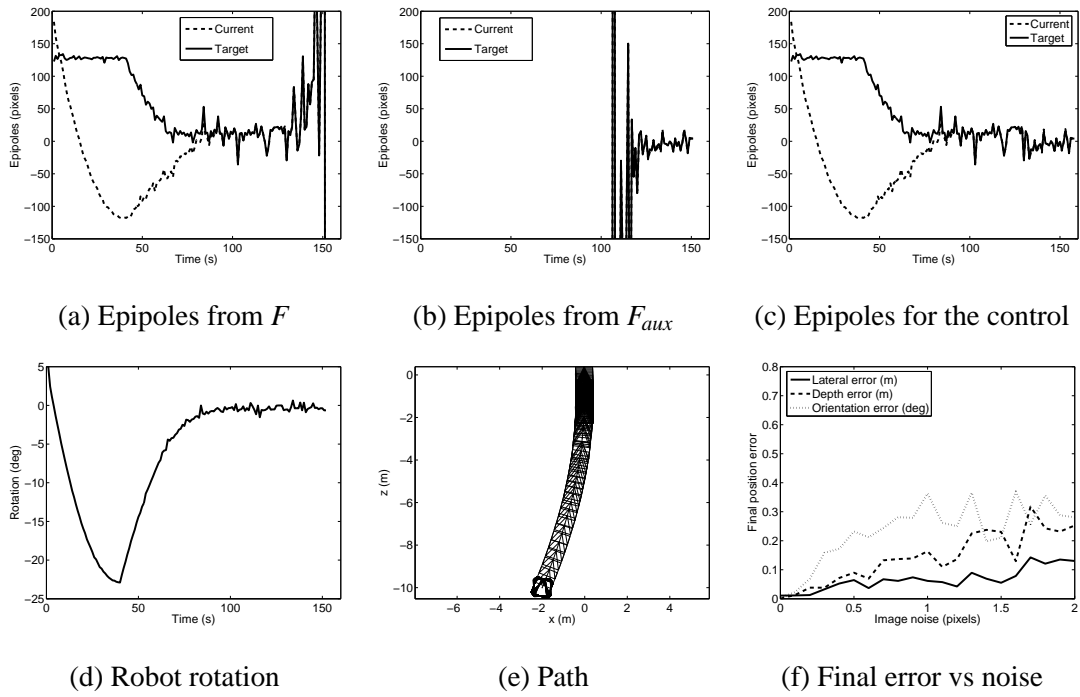 200
150
100
50
0
−50
−100
−150
0 50 100 150
Epipoles (pixels)
Time (s)
Current
Target
(a) Epipoles from F
200
150
100
50
0
−50
−100
−150
0 50 100 150
Epipoles (pixels)
Time (s)
Current
Target
(b) Epipoles from Faux
200
150
100
50
0
−50
−100
−150
0 50 100 150
Epipoles (pixels)
Time (s)
Current
Target
(c) Epipoles for the control
5
0
−5
−10
−15
−20
−25
0 50 100 150
Rotation (deg)
Time (s)
(d) Robot rotation
0
−2
−4
−6
−8
−10
−6 −4 −2 0 2 4
z (m)
x (m)
(e) Path
0.8
0.7
0.6
0.5
0.4
0.3
0.2
0.1
0
0 0.5 1 1.5 2
Final position error
Image noise (pixels)
Lateral error (m)
Depth error (m)
Orientation error (deg)
(f) Final error vs noise